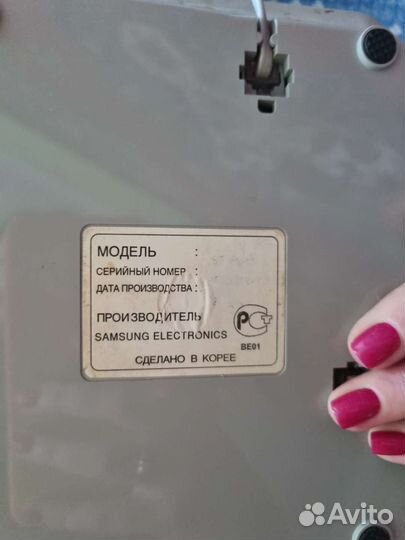 МОДЕЛЬ :
СЕРИЙНЫЙ НОМЕР :
ДАТА ПРОИЗВОДСТВА :
ПРОИЗВОДИТЕЛЬ
SAMSUNG ELECTRONICS
BE01
СДЕЛАНО В КОРЕЕ
Avito